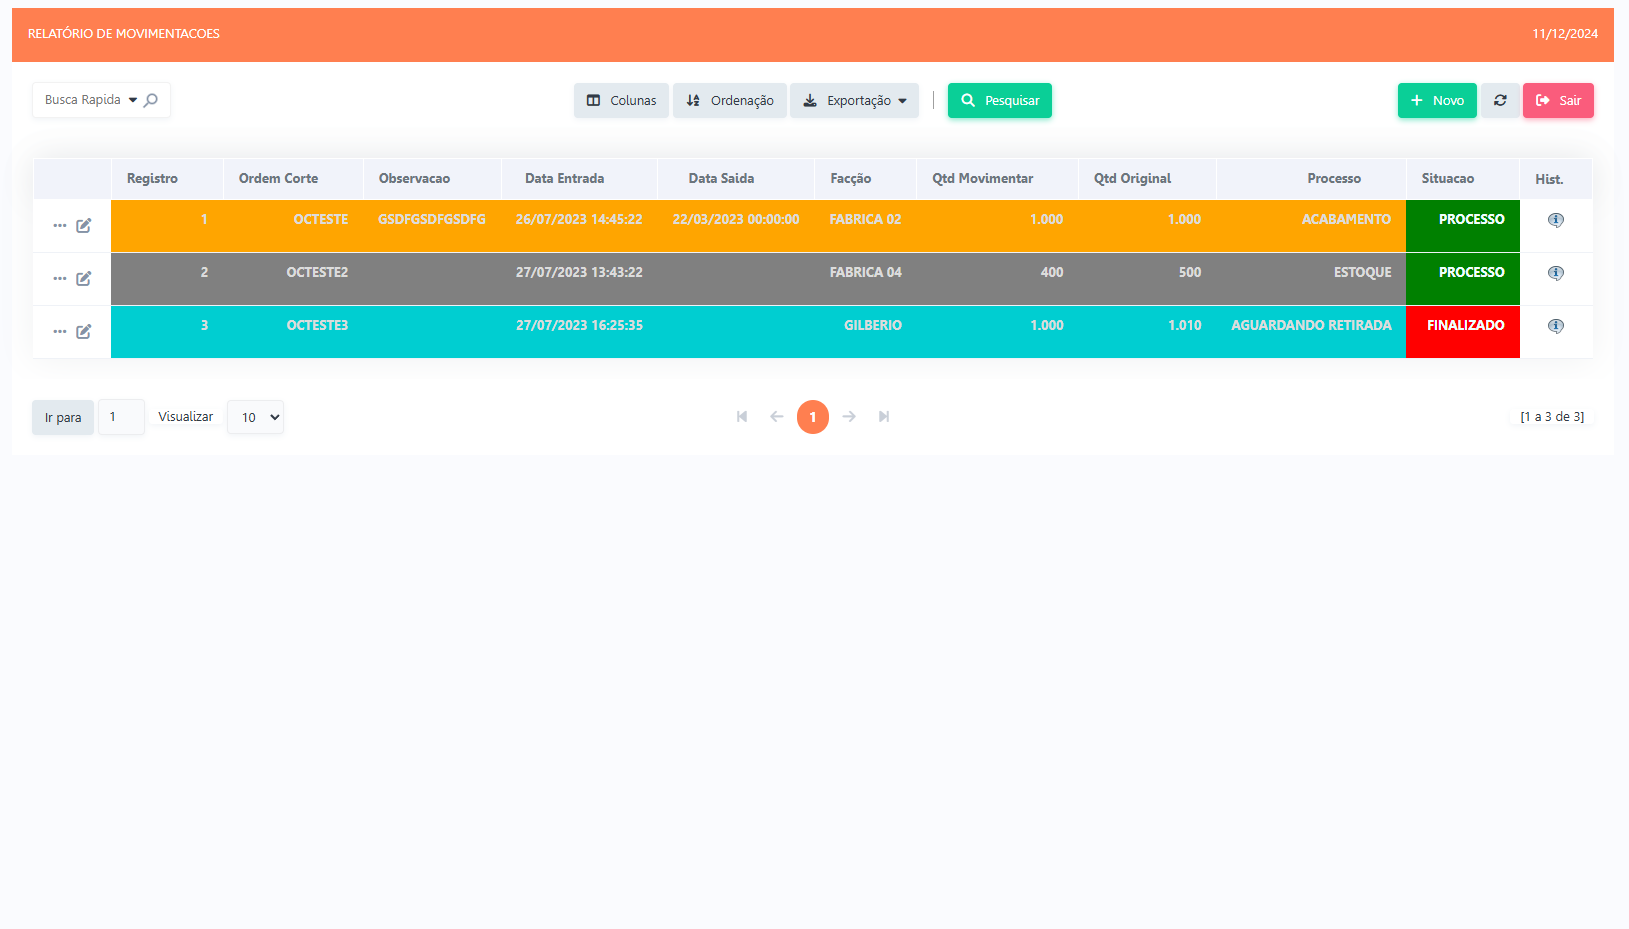 RELATÓRIO DE MOVIMENTACOES 11/12/2024
Busca Rapida Colunas Ordenação Exportação Pesquisar Novo Sair
Registro Ordem Corte Observacao Data Entrada Data Saida Facção Qtd Movimentar Qtd Original Processo Situacao Hist.
1 OCTESTE GSDFGSDFGSDFG 26/07/2023 14:45:22 22/03/2023 00:00:00 FABRICA 02 1.000 1.000 ACABAMENTO PROCESSO
2 OCTESTE2 27/07/2023 13:43:22 FABRICA 04 400 500 ESTOQUE PROCESSO
3 OCTESTE3 27/07/2023 16:25:35 GILBERIO 1.000 1.010 AGUARDANDO RETIRADA FINALIZADO
Ir para 1 Visualizar 10 1 [1 a 3 de 3]